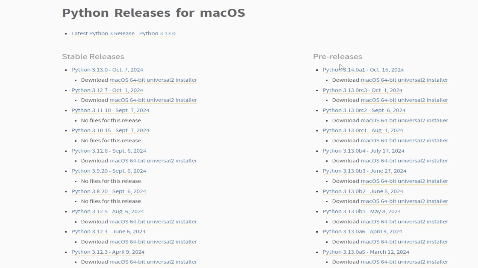 Python Releases for macOS
Latest Python 3 Release - Python 3.13.0
Stable Releases
Python 3.13.0 - Oct. 7, 2024
Download macOS 64-bit universal2 installer
Python 3.12.7 - Oct. 1, 2024
Download macOS 64-bit universal2 installer
Python 3.11.10 - Sept. 7, 2024
No files for this release.
Python 3.10.15 - Sept. 7, 2024
No files for this release.
Python 3.12.6 - Sept. 6, 2024
Download macOS 64-bit universal2 installer
Python 3.9.20 - Sept. 6, 2024
No files for this release.
Python 3.8.20 - Sept. 6, 2024
No files for this release.
Python 3.12.5 - Aug. 6, 2024
Download macOS 64-bit universal2 installer
Python 3.12.4 - June 6, 2024
Download macOS 64-bit universal2 installer
Python 3.12.3 - April 9, 2024
Download macOS 64-bit universal2 installer
Pre-releases
Python 3.14.0a1 - Oct. 15, 2024
Download macOS 64-bit universal2 installer
Python 3.13.0rc3 - Oct. 1, 2024
Download macOS 64-bit universal2 installer
Python 3.13.0rc2 - Sept. 6, 2024
Download macOS 64-bit universal2 installer
Python 3.13.0rc1 - Aug. 1, 2024
Download macOS 64-bit universal2 installer
Python 3.13.0b4 - July 18, 2024
Download macOS 64-bit universal2 installer
Python 3.13.0b3 - June 27, 2024
Download macOS 64-bit universal2 installer
Python 3.13.0b2 - June 5, 2024
Download macOS 64-bit universal2 installer
Python 3.13.0b1 - May 8, 2024
Download macOS 64-bit universal2 installer
Python 3.13.0a6 - April 9, 2024
Download macOS 64-bit universal2 installer
Python 3.13.0a5 - March 12, 2024
Download macOS 64-bit universal2 installer